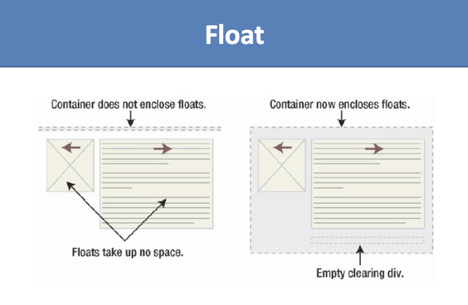 Float
Container does not enclose floats.
Container now encloses floats.
Floats take up no space.
Empty clearing div.